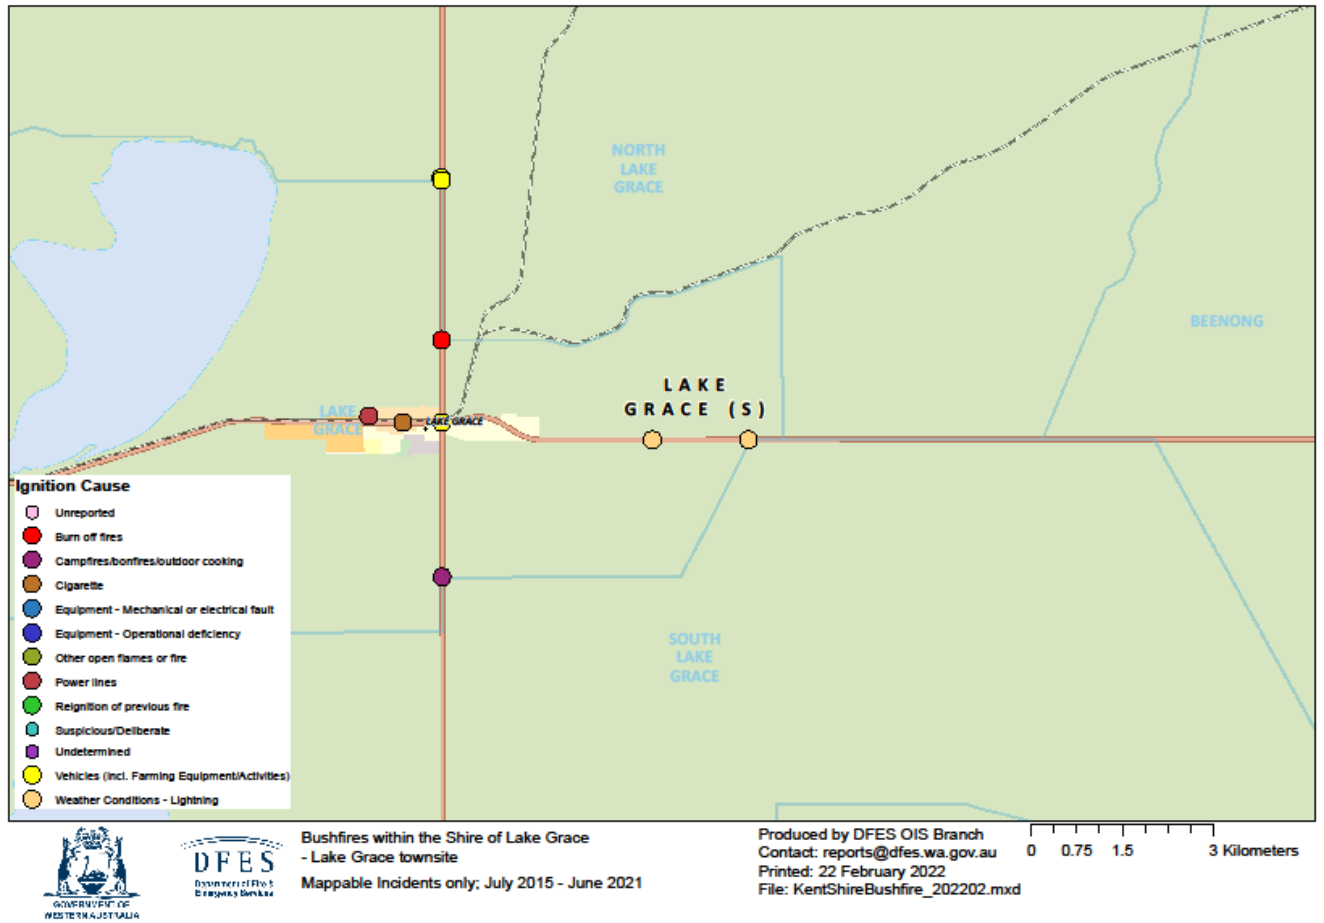 NORTH
LAKE
GRACE
BEENONG
LAKE
GRACE (S)
LAKE
GRACE
LAKE GRACE
SOUTH
LAKE
GRACE
Ignition Cause
Unreported
Burn off fires
Campfires/bonfires/outdoor cooking
Cigarette
Equipment - Mechanical or electrical fault
Equipment - Operational deficiency
Other open flames or fire
Power lines
Reignition of previous fire
Suspicious/Deliberate
Undetermined
Vehicles (incl. Farming Equipment/Activities)
Weather Conditions - Lightning
GOVERNMENT OF
WESTERN AUSTRALIA
DFES
Department of Fire &
Emergency Services
Bushfires within the Shire of Lake Grace
- Lake Grace townsite
Mappable Incidents only; July 2015 - June 2021
Produced by DFES OIS Branch
Contact: reports@dfes.wa.gov.au
Printed: 22 February 2022
File: KentShireBushfire_202202.mxd
0 0.75 1.5 3 Kilometers